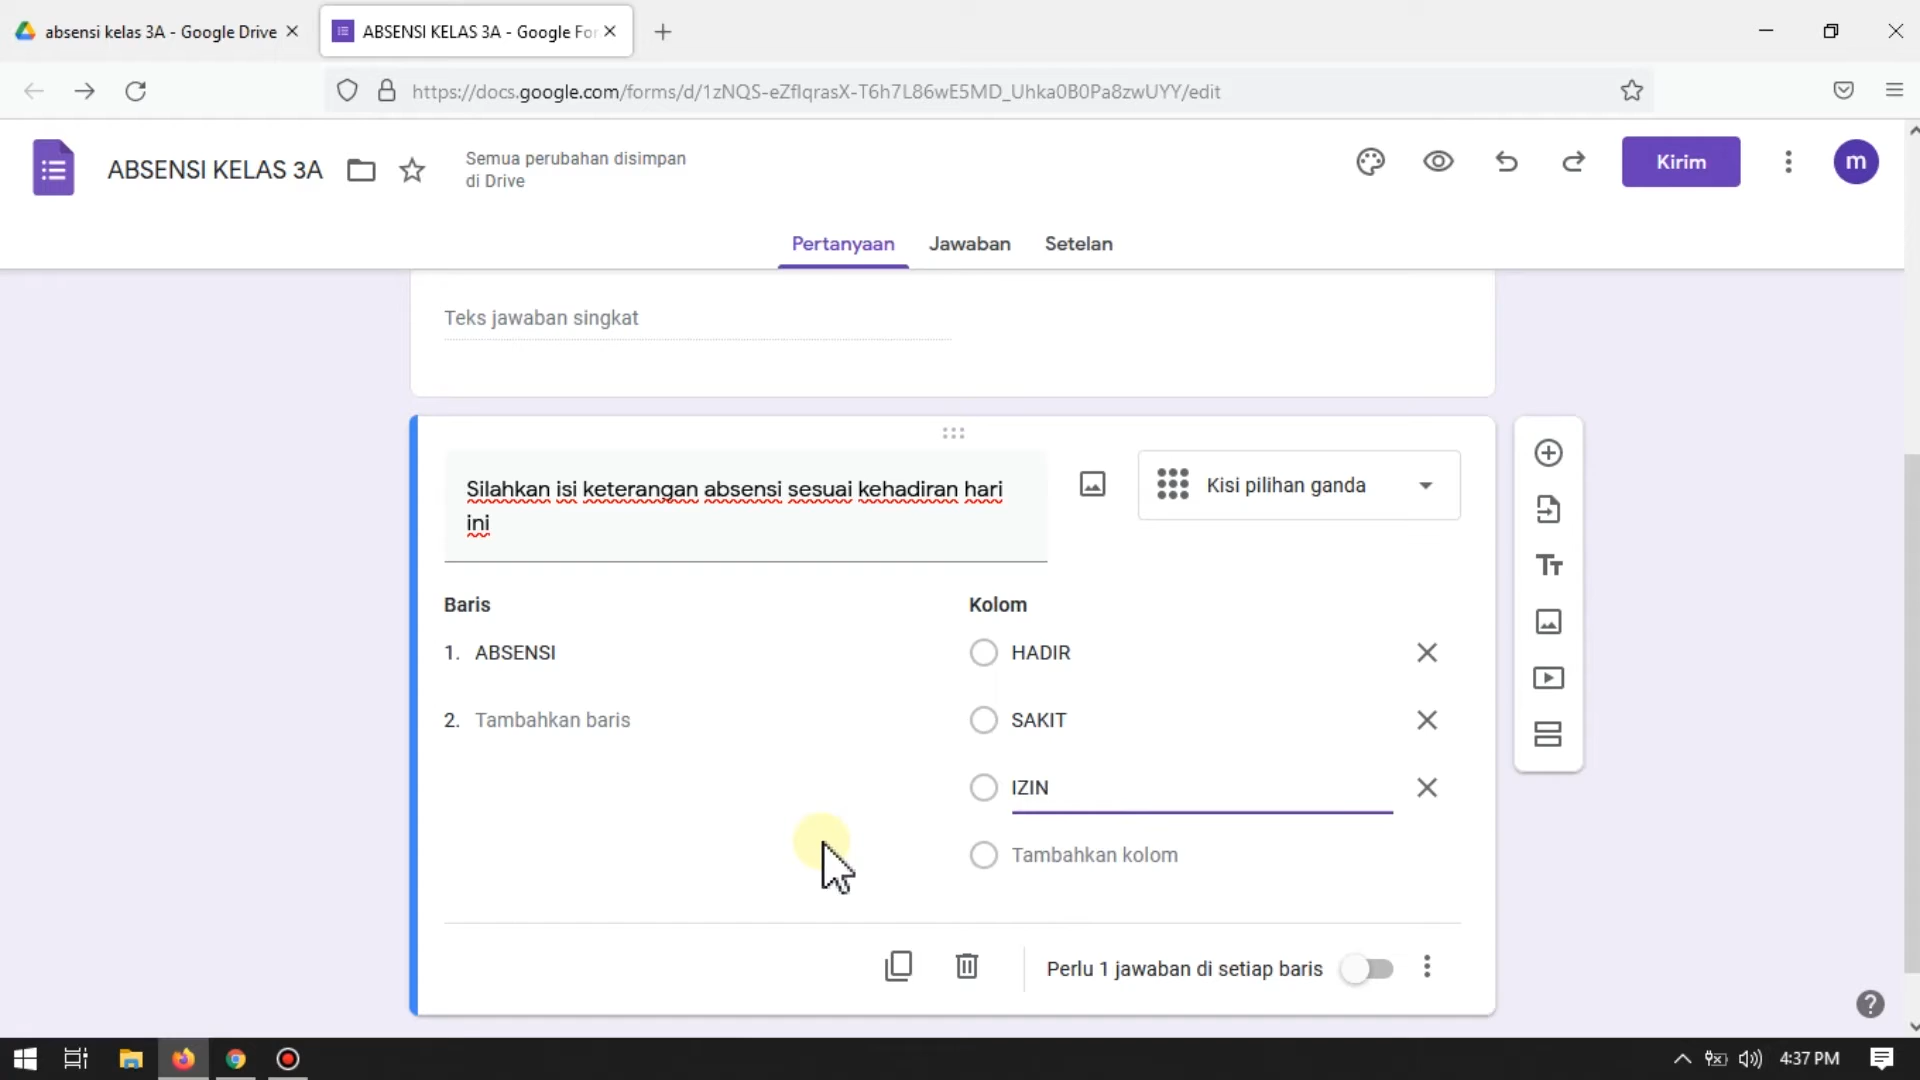 absensi kelas 3A - Google Drive
ABSENSI KELAS 3A - Google For
https://docs.google.com/forms/d/1zNQS-eZflqrasX-T6h7L86wE5MD_Uhka0B0Pa8zwUYY/edit
ABSENSI KELAS 3A
Semua perubahan disimpan
di Drive
Kirim
m
Pertanyaan
Jawaban
Setelan
Teks jawaban singkat
Silahkan isi keterangan absensi sesuai kehadiran hari
ini
Kisi pilihan ganda
Baris
Kolom
1. ABSENSI
HADIR
2. Tambahkan baris
SAKIT
IZIN
Tambahkan kolom
Perlu 1 jawaban di setiap baris
4:37 PM